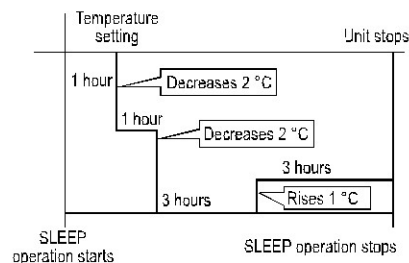 Temperature
setting
Unit stops
1 hour
Decreases 2 °C
1 hour
Decreases 2 °C
3 hours
3 hours
Rises 1 °C
SLEEP
operation starts
SLEEP operation stops